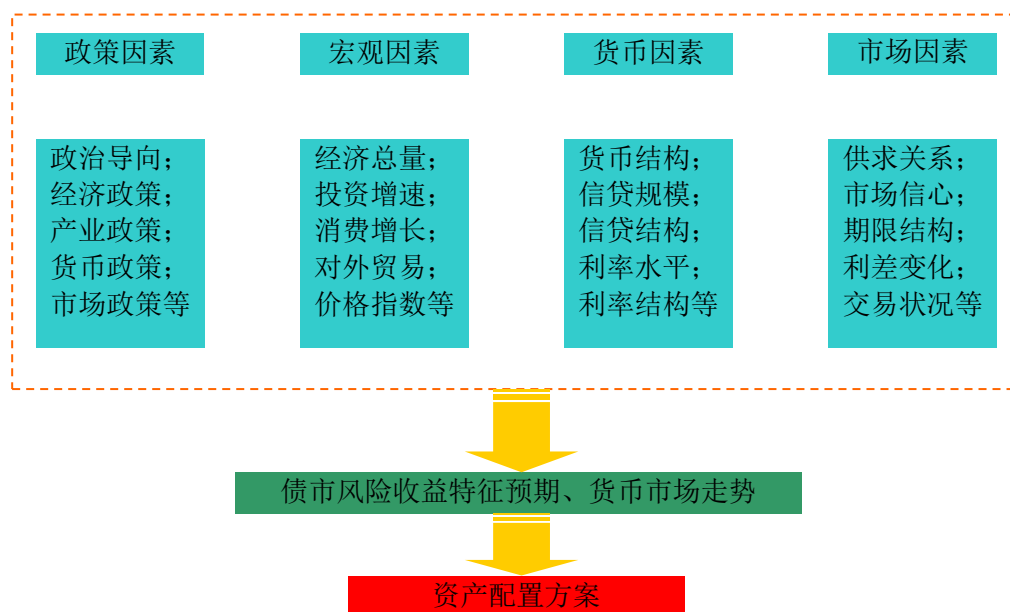 政策因素
宏观因素
货币因素
市场因素
政治导向；
经济政策；
产业政策；
货币政策；
市场政策等
经济总量；
投资增速；
消费增长；
对外贸易；
价格指数等
货币结构；
信贷规模；
信贷结构；
利率水平；
利率结构等
供求关系；
市场信心；
期限结构；
利差变化；
交易状况等
债市风险收益特征预期、货币市场走势
资产配置方案